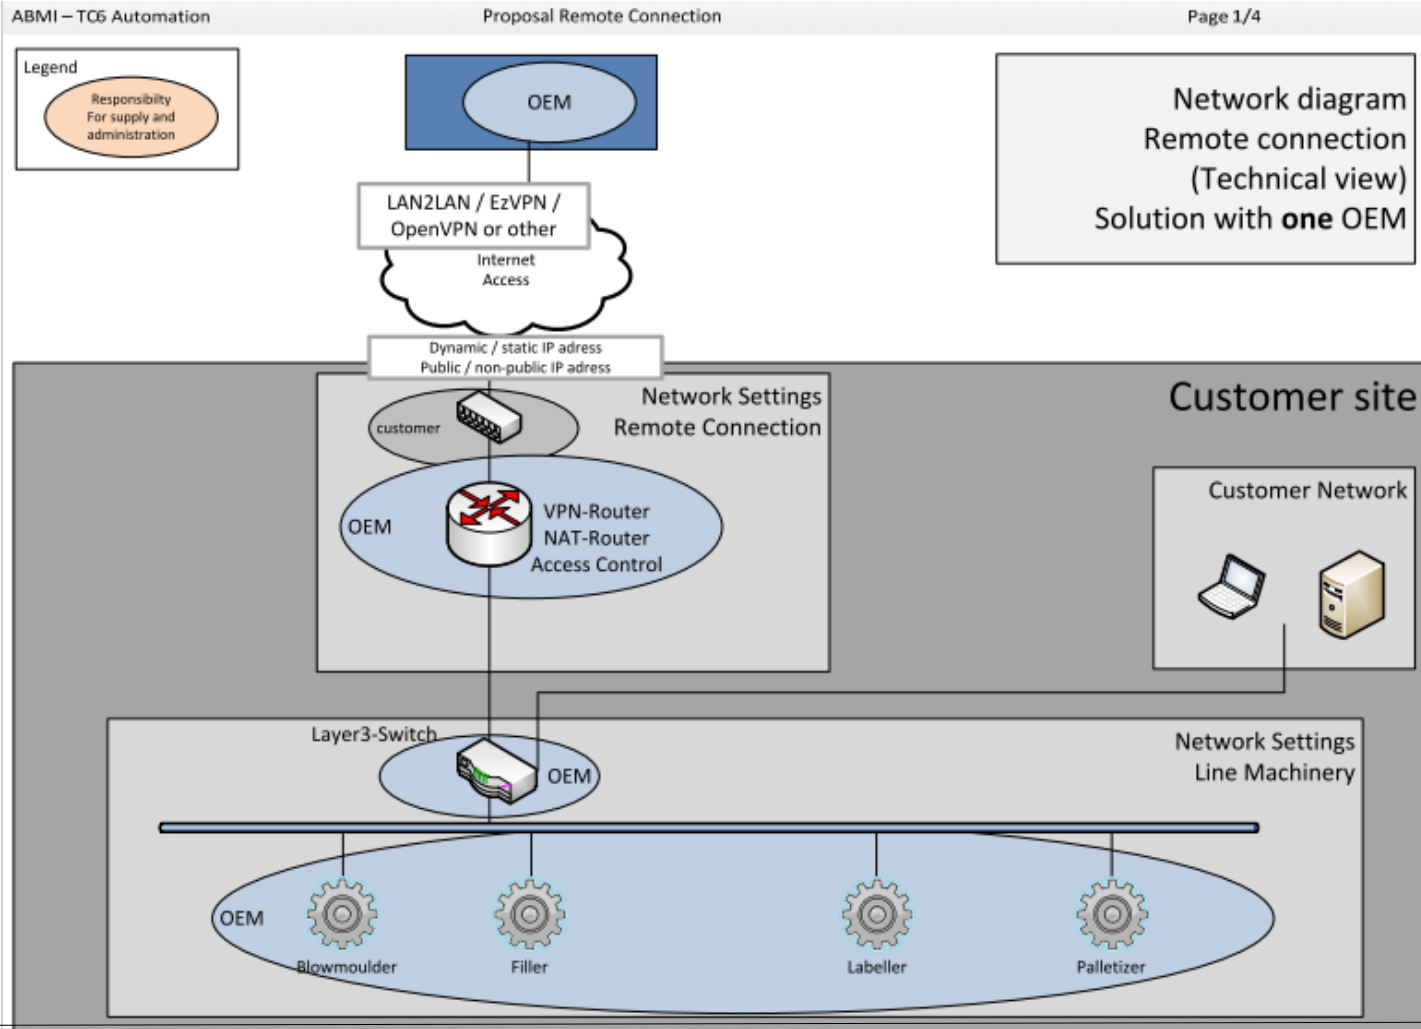 ABMI – TC6 Automation
Proposal Remote Connection
Page 1/4
Legend
Responsibilty
For supply and
administration
OEM
Network diagram
Remote connection
(Technical view)
Solution with one OEM
LAN2LAN / EzVPN /
OpenVPN or other
Internet
Access
Dynamic / static IP adress
Public / non-public IP adress
Customer site
Network Settings
Remote Connection
customer
OEM
VPN-Router
NAT-Router
Access Control
Customer Network
Layer3-Switch
OEM
Network Settings
Line Machinery
OEM
Blowmoulder
Filler
Labeller
Palletizer